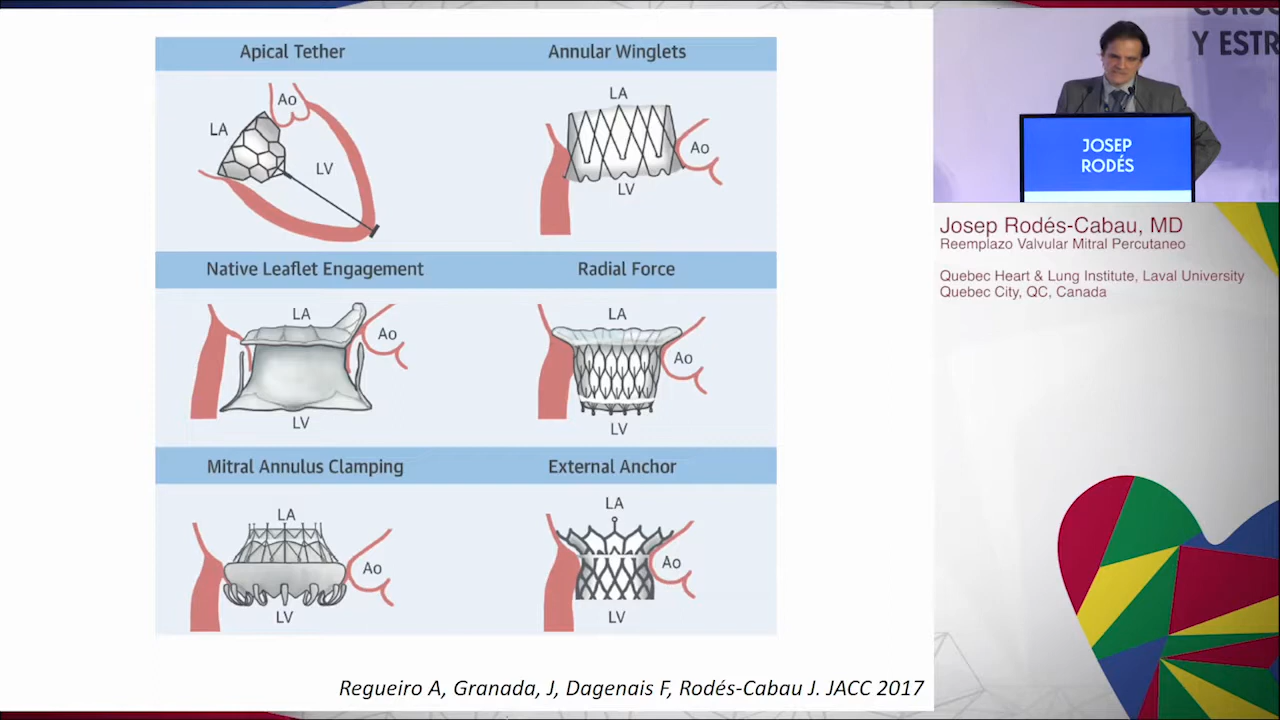 Apical Tether
Annular Winglets
Ao
LA
LV
LA
Ao
LV
Native Leaflet Engagement
Radial Force
LA
Ao
LV
LA
Ao
LV
Mitral Annulus Clamping
External Anchor
LA
Ao
LV
LA
Ao
LV
Regueiro A, Granada, J, Dagenais F, Rodés-Cabau J. JACC 2017
Y ESTR
JOSEP
RODÉS
Josep Rodés-Cabau, MD
Reemplazo Valvular Mitral Percutaneo
Quebec Heart & Lung Institute, Laval University
Quebec City, QC, Canada